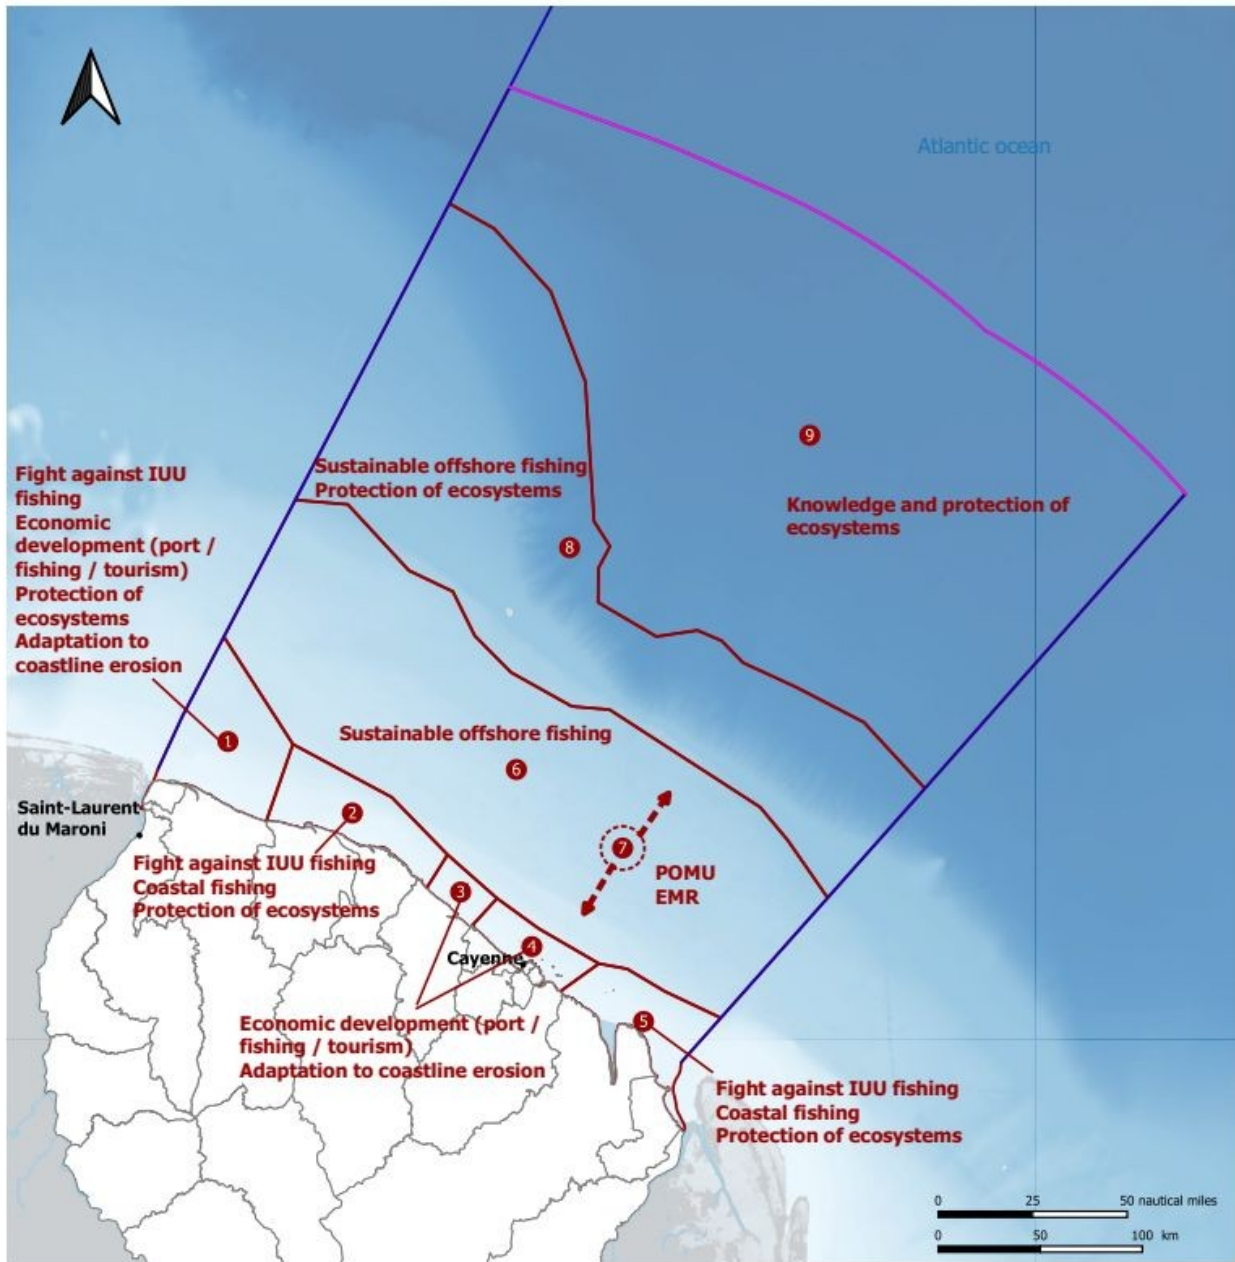 Atlantic ocean
9
Knowledge and protection of
ecosystems
Sustainable offshore fishing
Protection of ecosystems
8
Fight against IUU
fishing
Economic
development (port /
fishing / tourism)
Protection of
ecosystems
Adaptation to
coastline erosion
1
Sustainable offshore fishing
6
Saint-Laurent
du Maroni
2
Fight against IUU fishing
Coastal fishing
Protection of ecosystems
7
POMU
EMR
3
4
Cayenne
Economic development (port /
fishing / tourism)
Adaptation to coastline erosion
5
Fight against IUU fishing
Coastal fishing
Protection of ecosystems
0 25 50 nautical miles
0 50 100 km